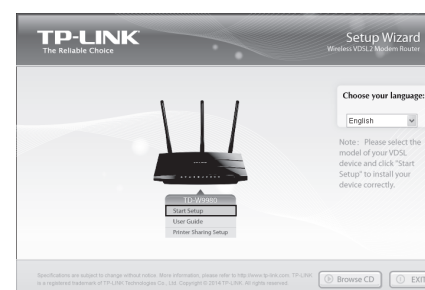 TP-LINK
The Reliable Choice
Setup Wizard
Wireless VDSL2 Modem Router
Choose your language:
English
Note: Please select the
model of your VDSL
device and click "Start
Setup" to install your
device correctly.
TP-LINK
TD-W9980
Start Setup
User Guide
Printer Sharing Setup
Specifications are subject to change without notice. More information, please refer to http://www.tp-link.com. TP-LINK
is a registered trademark of TP-LINK Technologies Co., Ltd. Copyright © 2014 TP-LINK. All rights reserved.
Browse CD
EXIT